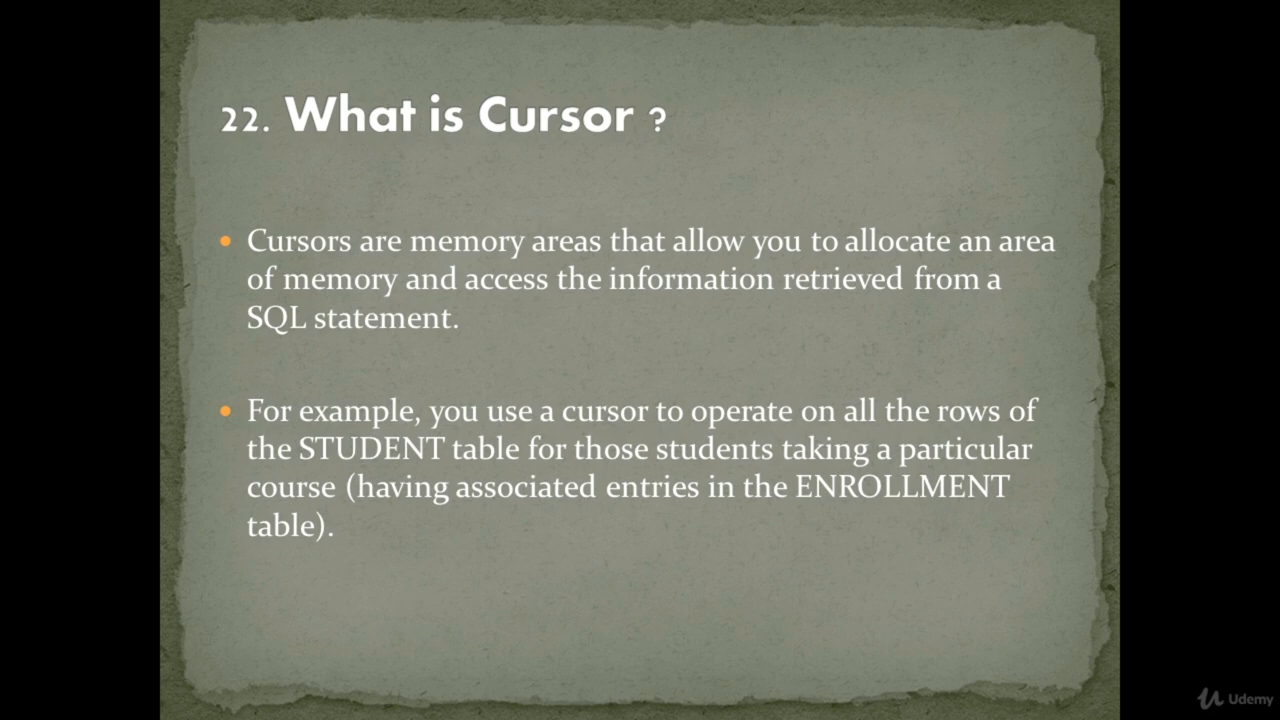 22. What is Cursor ?
• Cursors are memory areas that allow you to allocate an area
of memory and access the information retrieved from a
SQL statement.
• For example, you use a cursor to operate on all the rows of
the STUDENT table for those students taking a particular
course (having associated entries in the ENROLLMENT
table).
Udemy